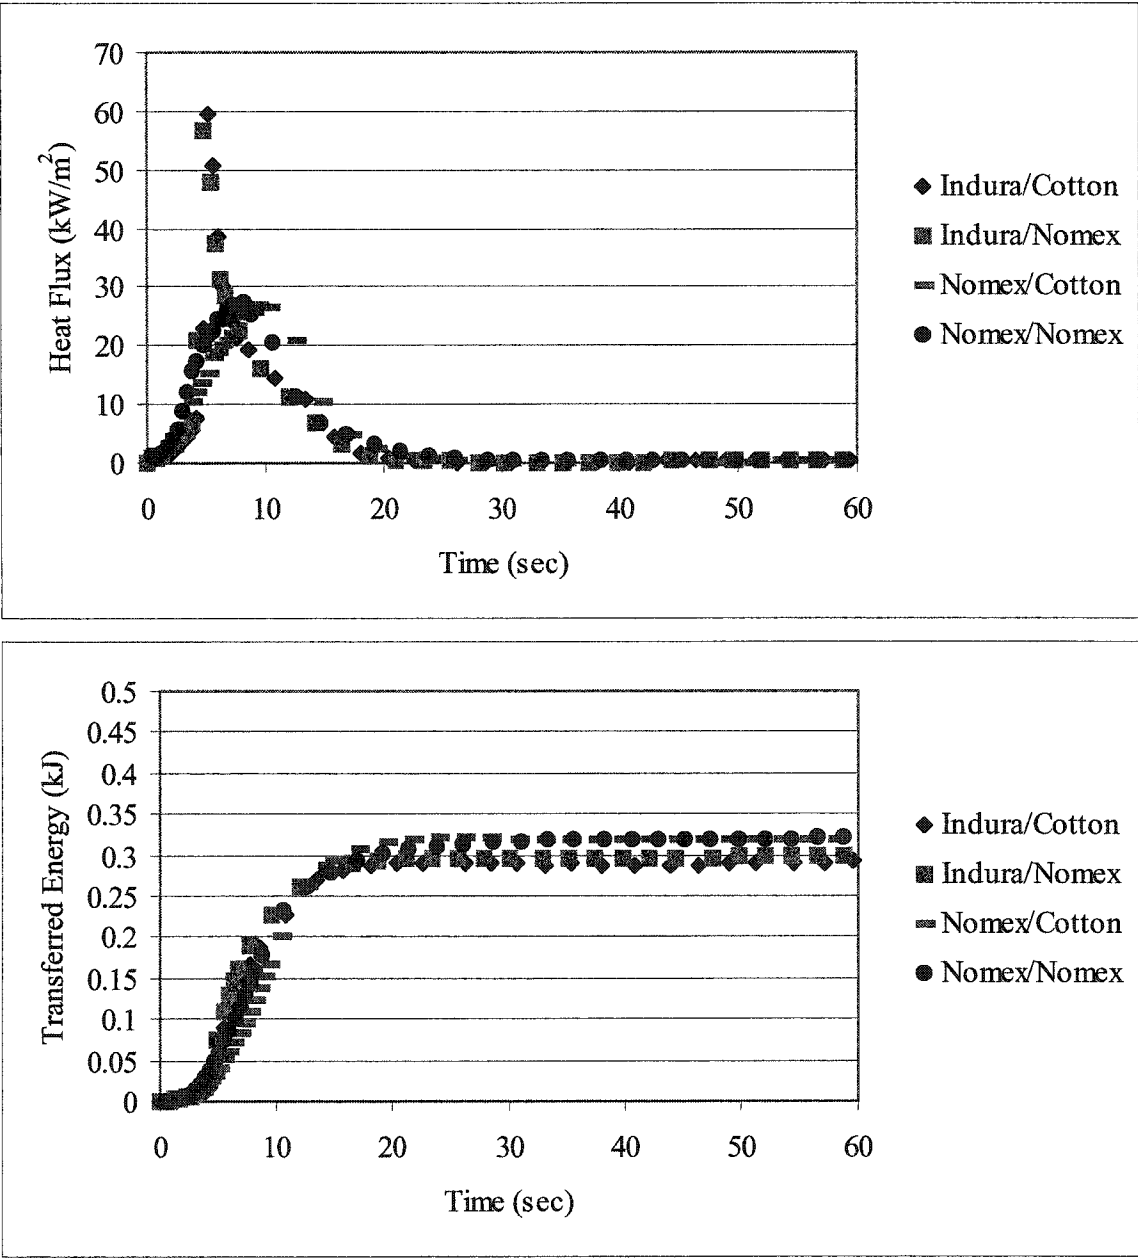 70
60
50
40
30
20
10
0
Heat Flux (kW/m²)
0 10 20 30 40 50 60
Time (sec)
Indura/Cotton
Indura/Nomex
Nomex/Cotton
Nomex/Nomex
0.5
0.45
0.4
0.35
0.3
0.25
0.2
0.15
0.1
0.05
0
Transferred Energy (kJ)
0 10 20 30 40 50 60
Time (sec)
Indura/Cotton
Indura/Nomex
Nomex/Cotton
Nomex/Nomex